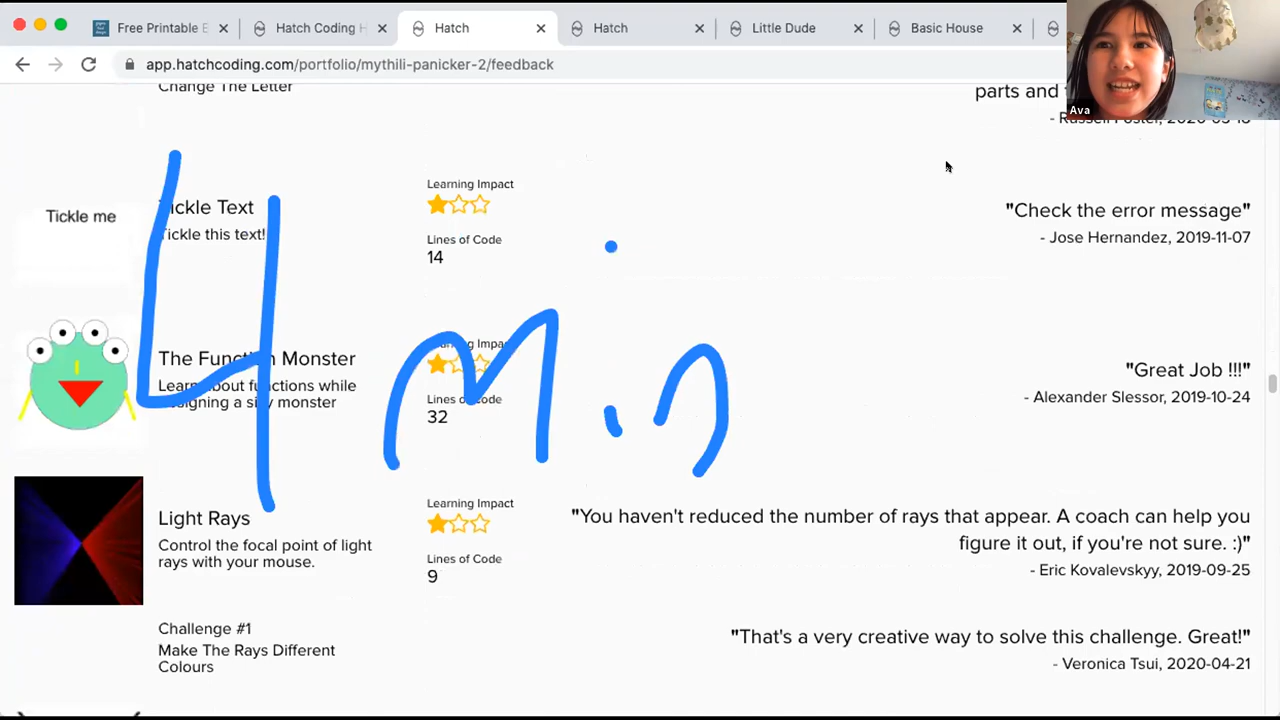 Free Printable E
Hatch Coding H
Hatch
Hatch
Little Dude
Basic House
app.hatchcoding.com/portfolio/mythili-panicker-2/feedback
Ava
Change The Letter
parts and
Tickle me
Tickle Text
Tickle this text!
Learning Impact
Lines of Code
14
"Check the error message"
- Jose Hernandez, 2019-11-07
4 min
The Function Monster
Learn about functions while
designing a silly monster
Learning Impact
Lines of Code
32
"Great Job !!!"
- Alexander Slessor, 2019-10-24
Light Rays
Control the focal point of light
rays with your mouse.
Learning Impact
Lines of Code
9
"You haven't reduced the number of rays that appear. A coach can help you
figure it out, if you're not sure. :)"
- Eric Kovalevskyy, 2019-09-25
Challenge #1
Make The Rays Different
Colours
"That's a very creative way to solve this challenge. Great!"
- Veronica Tsui, 2020-04-21